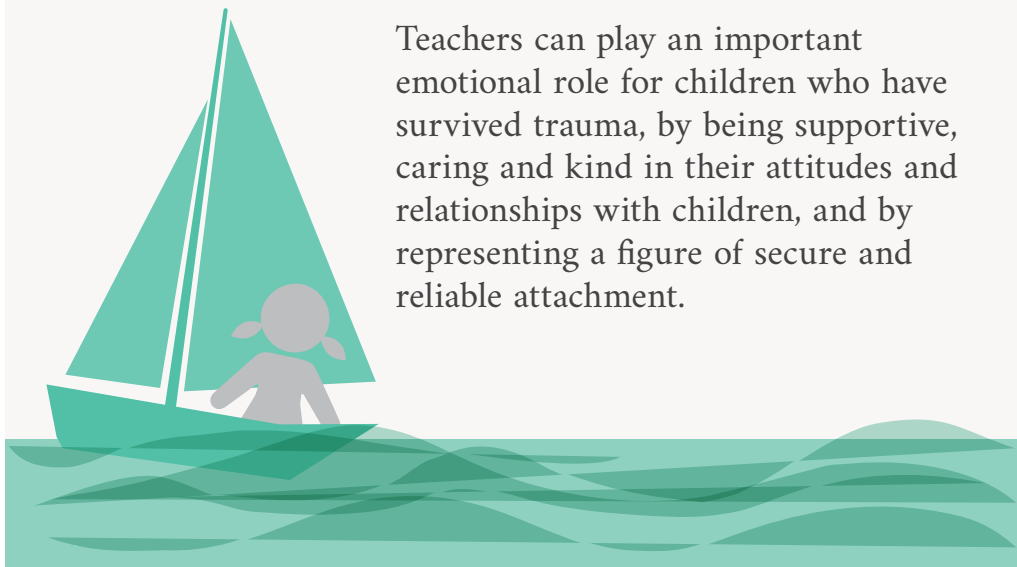 Teachers can play an important
emotional role for children who have
survived trauma, by being supportive,
caring and kind in their attitudes and
relationships with children, and by
representing a figure of secure and
reliable attachment.